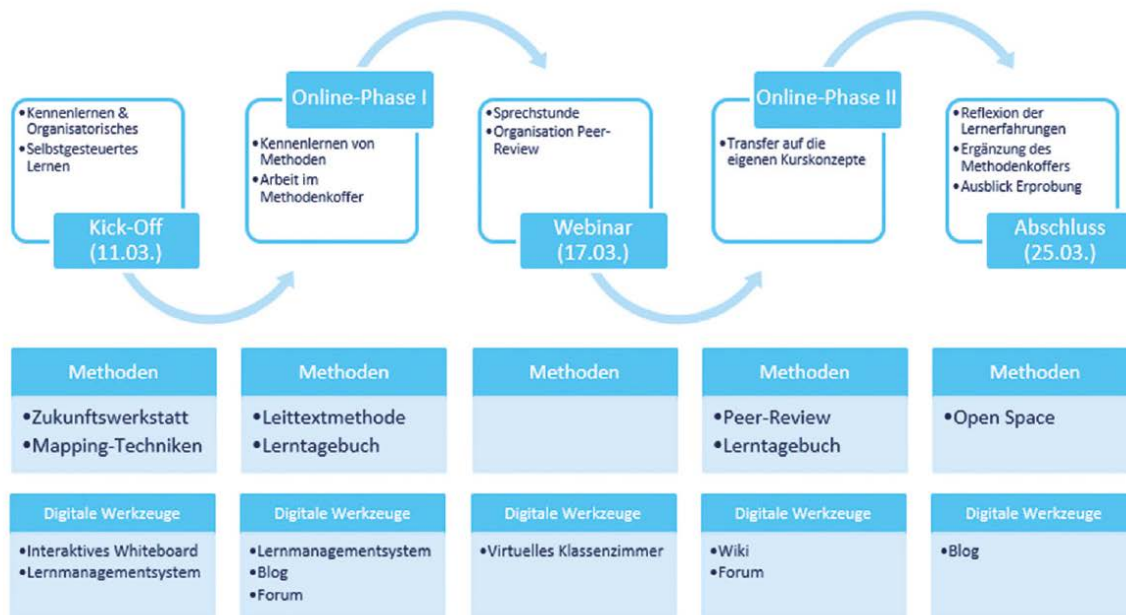 •Kennenlernen &
Organisatorisches
•Selbstgesteuertes
Lernen
Kick-Off
(11.03.)
Online-Phase I
•Kennenlernen von
Methoden
•Arbeit im
Methodenkoffer
•Sprechstunde
•Organisation Peer-
Review
Webinar
(17.03.)
Online-Phase II
•Transfer auf die
eigenen Kurskonzepte
•Reflexion der
Lernerfahrungen
•Ergänzung des
Methodenkoffers
•Ausblick Erprobung
Abschluss
(25.03.)
Methoden
•Zukunftswerkstatt
•Mapping-Techniken
Methoden
•Leittextmethode
•Lerntagebuch
Methoden
Methoden
•Peer-Review
•Lerntagebuch
Methoden
•Open Space
Digitale Werkzeuge
•Interaktives Whiteboard
•Lernmanagementsystem
Digitale Werkzeuge
•Lernmanagementsystem
•Blog
•Forum
Digitale Werkzeuge
•Virtuelles Klassenzimmer
Digitale Werkzeuge
•Wiki
•Forum
Digitale Werkzeuge
•Blog